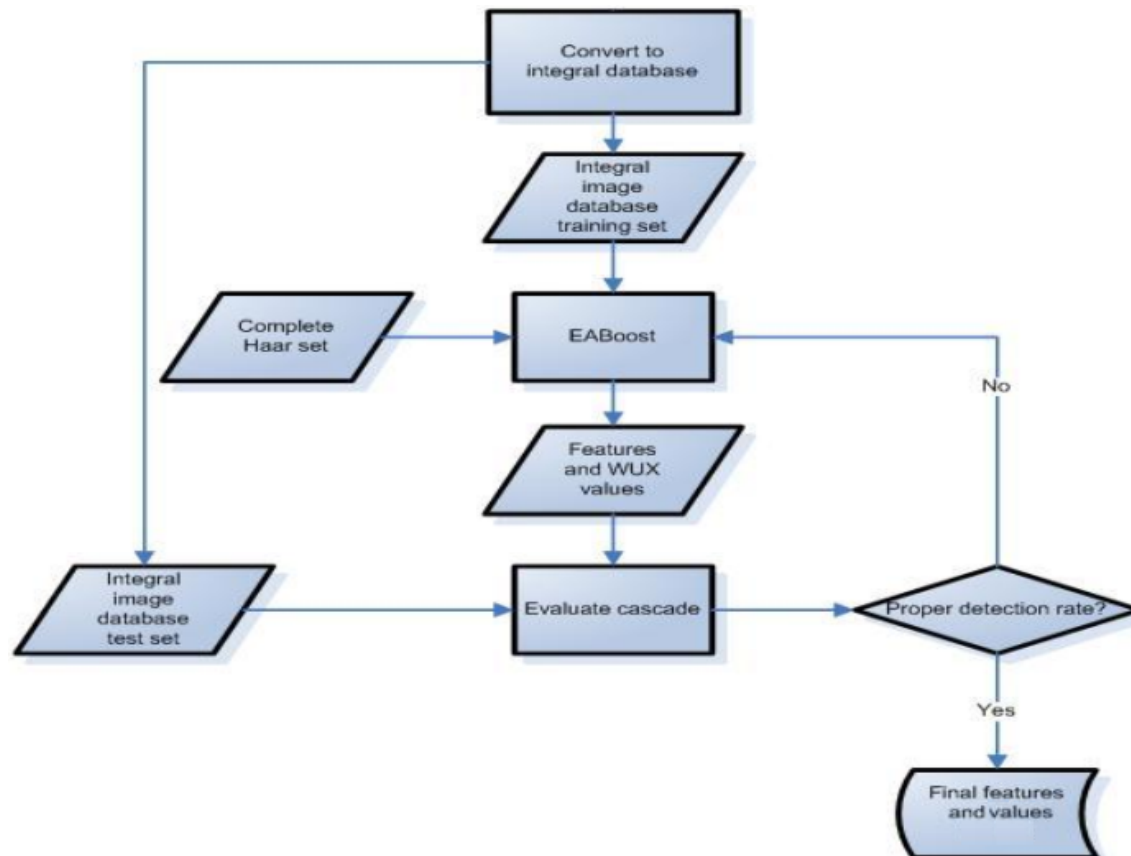 Convert to
integral database
Integral
image
database
training set
Complete
Haar set
EABoost
No
Features
and WUX
values
Integral
image
database
test set
Evaluate cascade
Proper detection rate?
Yes
Final features
and values